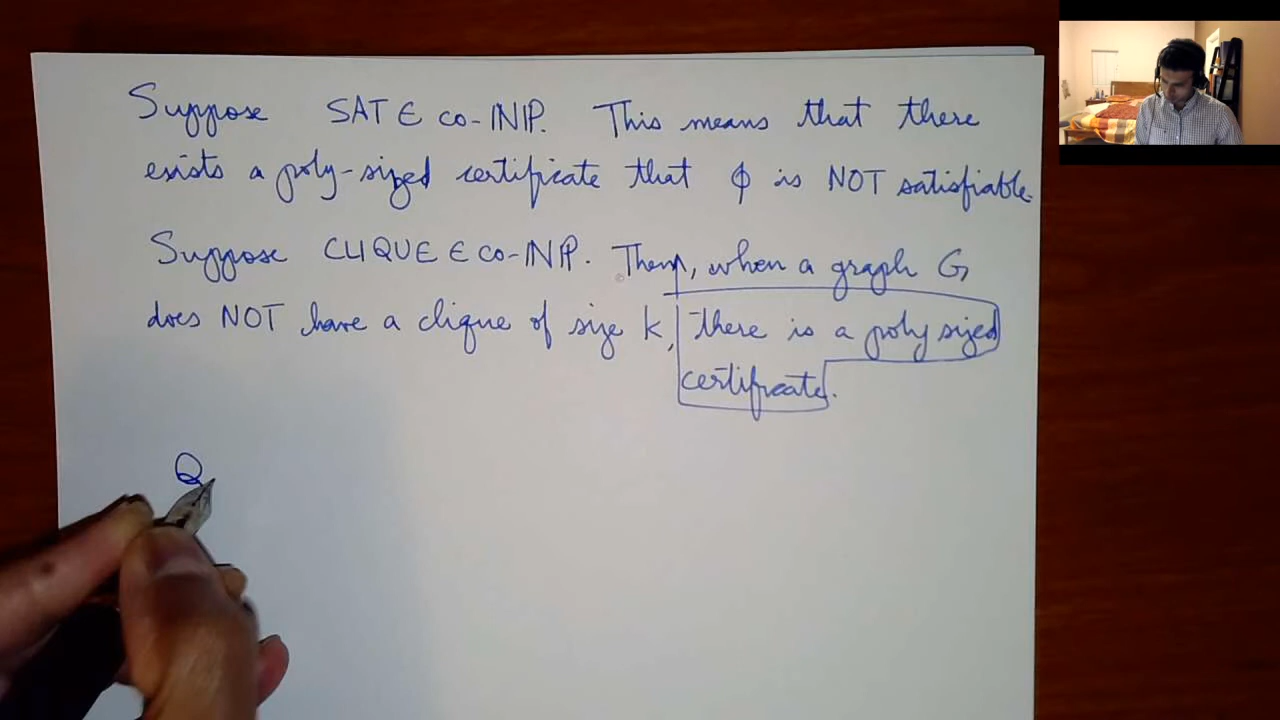 Suppose SAT ∈ co-NP. This means that there
exists a poly-sized certificate that ϕ is NOT satisfiable.
Suppose CLIQUE ∈ co-NP. Then, when a graph G
does NOT have a clique of size k, there is a poly sized
certificate.
Q